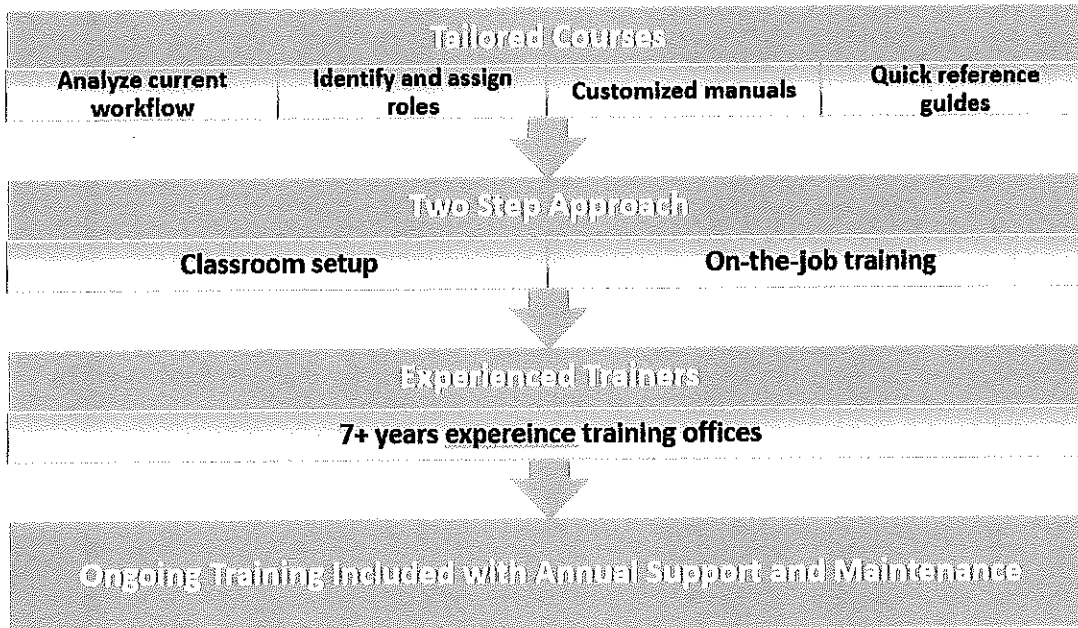 Tailored Courses
Analyze current
workflow
Identify and assign
roles
Customized manuals
Quick reference
guides
Two Step Approach
Classroom setup
On-the-job training
Experienced Trainers
7+ years expereince training offices
Ongoing Training Included with Annual Support and Maintenance